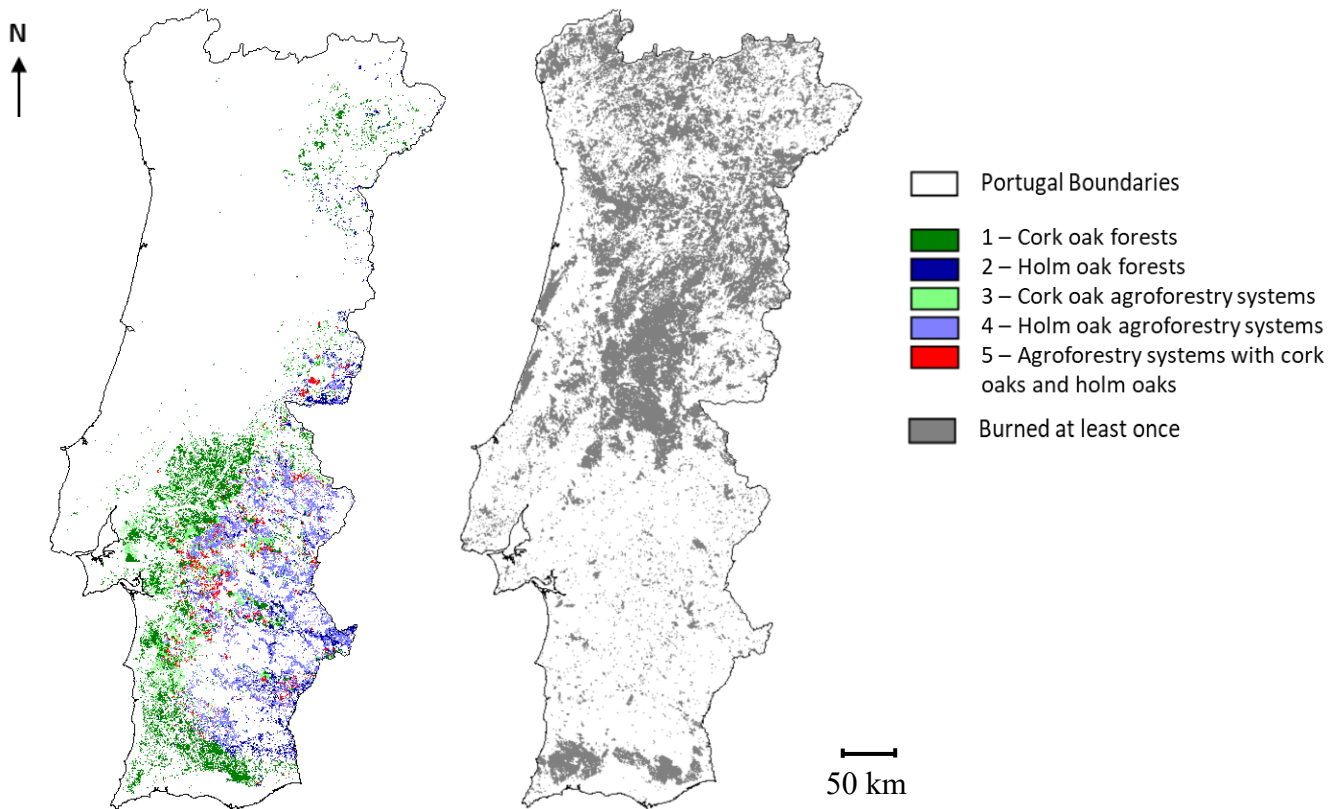 N
Portugal Boundaries
1 – Cork oak forests
2 – Holm oak forests
3 – Cork oak agroforestry systems
4 – Holm oak agroforestry systems
5 – Agroforestry systems with cork
oaks and holm oaks
Burned at least once
50 km